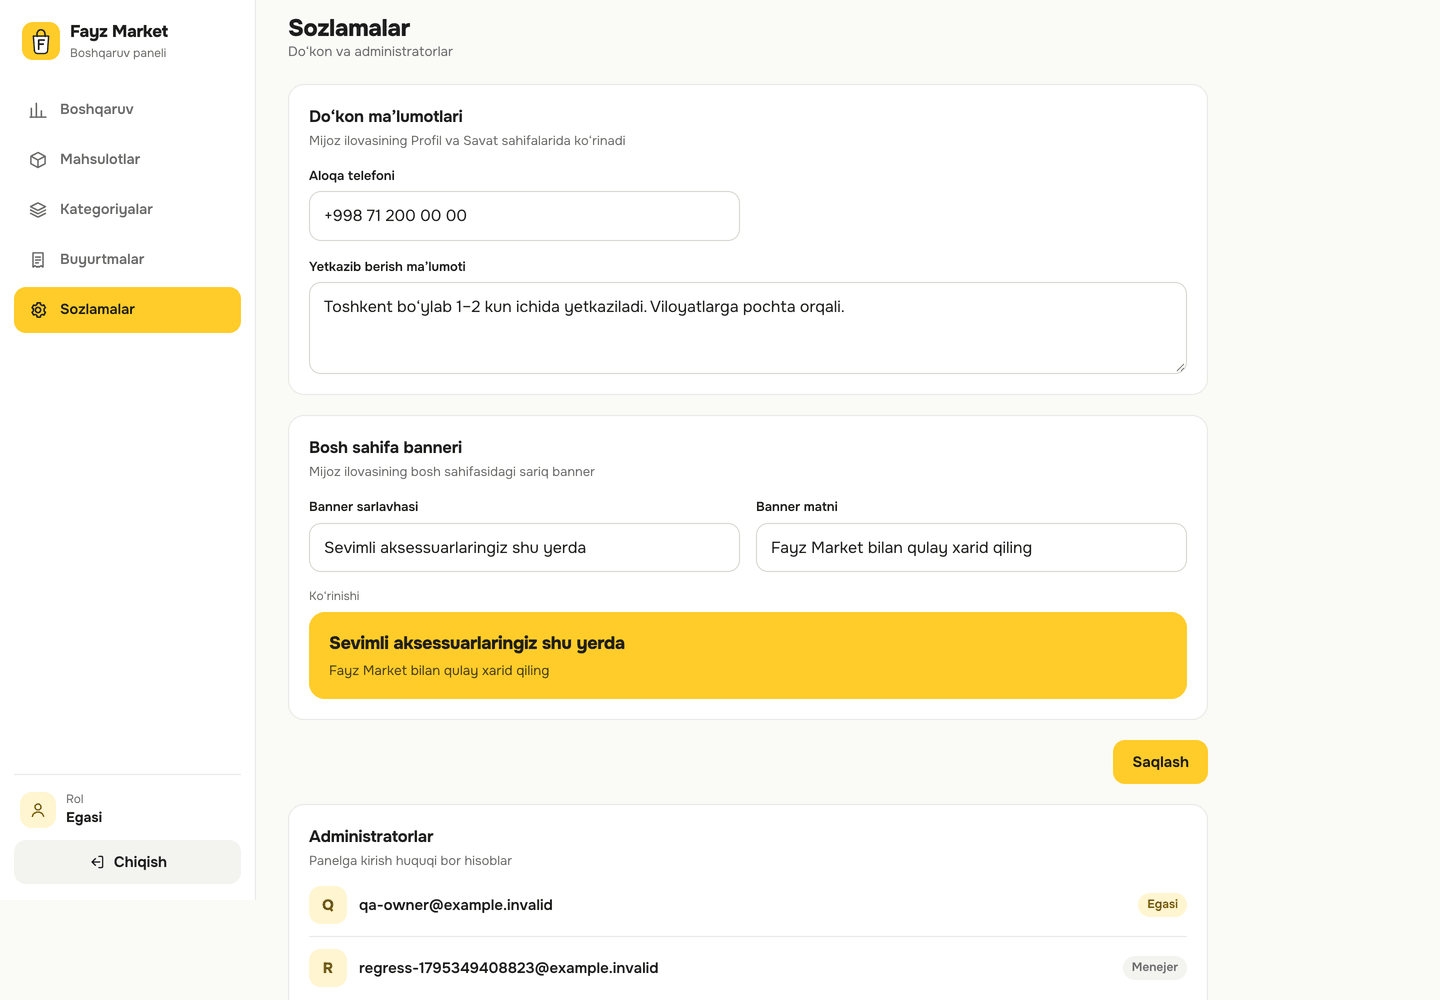 Fayz Market
Boshqaruv paneli
Boshqaruv
Mahsulotlar
Kategoriyalar
Buyurtmalar
Sozlamalar
Rol
Egasi
Chiqish
Sozlamalar
Do‘kon va administratorlar
Do‘kon ma’lumotlari
Mijoz ilovasining Profil va Savat sahifalarida ko‘rinadi
Aloqa telefoni
+998 71 200 00 00
Yetkazib berish ma’lumoti
Toshkent bo‘ylab 1–2 kun ichida yetkaziladi. Viloyatlarga pochta orqali.
Bosh sahifa banneri
Mijoz ilovasining bosh sahifasidagi sariq banner
Banner sarlavhasi
Sevimli aksessuarlaringiz shu yerda
Banner matni
Fayz Market bilan qulay xarid qiling
Ko‘rinishi
Sevimli aksessuarlaringiz shu yerda
Fayz Market bilan qulay xarid qiling
Saqlash
Administratorlar
Panelga kirish huquqi bor hisoblar
Q qa-owner@example.invalid Egasi
R regress-1795349408823@example.invalid Menejer